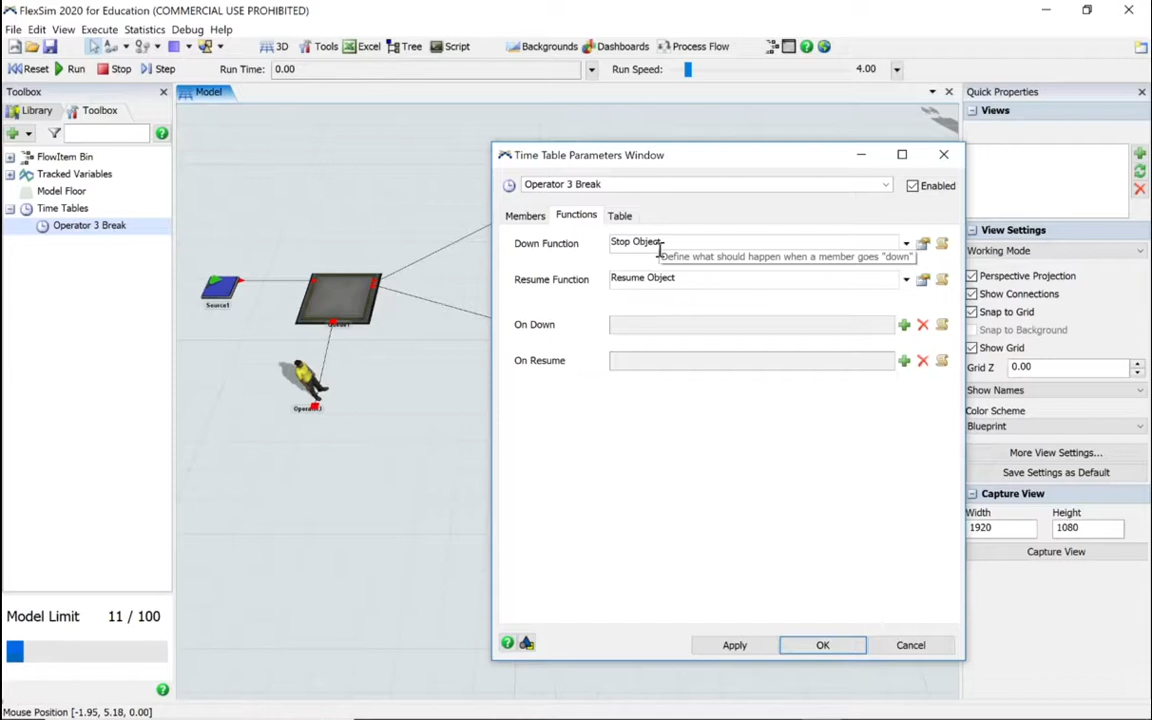 FlexSim 2020 for Education (COMMERCIAL USE PROHIBITED)
File Edit View Execute Statistics Debug Help
3D Tools Excel Tree Script Backgrounds Dashboards Process Flow
Reset Run Stop Step Run Time: 0.00 Run Speed: 4.00
Toolbox
Library Toolbox
FlowItem Bin
Tracked Variables
Model Floor
Time Tables
Operator 3 Break
Model Limit 11 / 100
Mouse Position [-1.95, 5.18, 0.00]
Model
Source1
Time Table Parameters Window
Operator 3 Break Enabled
Members Functions Table
Down Function Stop Object
Define what should happen when a member goes "down"
Resume Function Resume Object
On Down
On Resume
Apply OK Cancel
Quick Properties
Views
View Settings
Working Mode
Perspective Projection
Show Connections
Snap to Grid
Snap to Background
Show Grid
Grid Z 0.00
Show Names
Color Scheme
Blueprint
More View Settings...
Save Settings as Default
Capture View
Width Height
1920 1080
Capture View